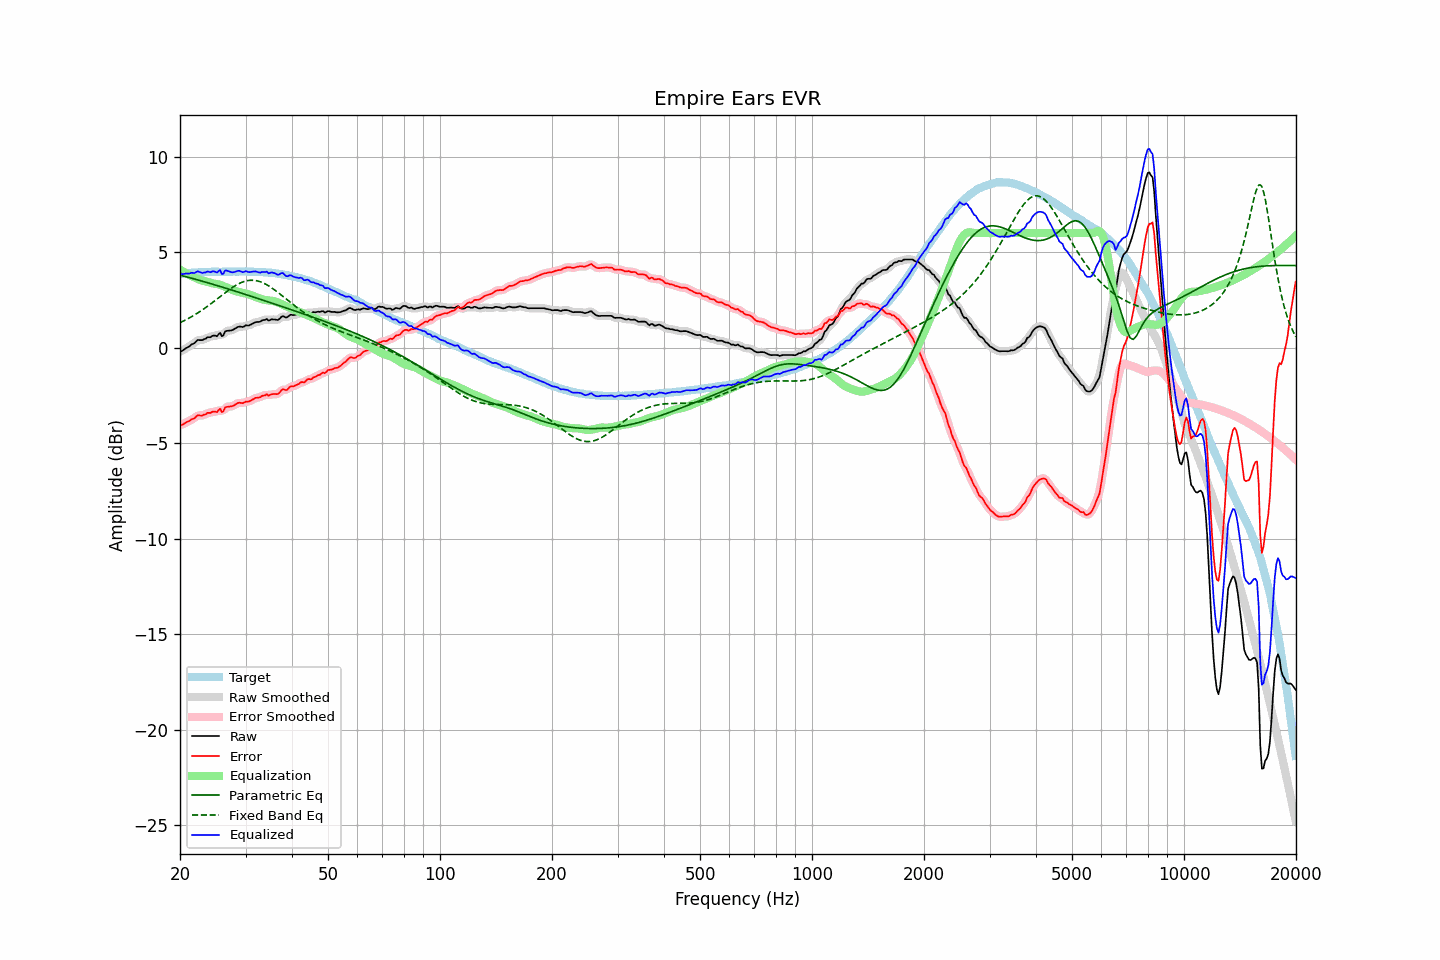 Empire Ears EVR
10
5
0
−5
−10
−15
−20
−25
Amplitude (dBr)
Target
Raw Smoothed
Error Smoothed
Raw
Error
Equalization
Parametric Eq
Fixed Band Eq
Equalized
20 50 100 200 500 1000 2000 5000 10000 20000
Frequency (Hz)